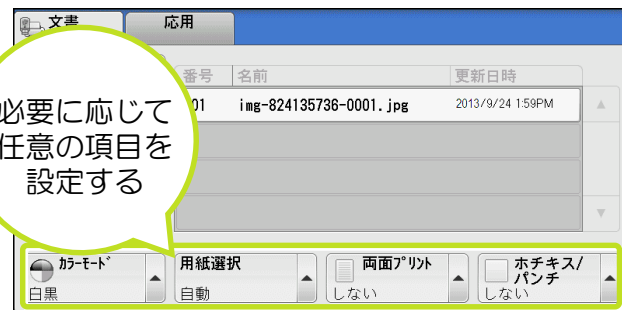 文書
応用
番号
名前
更新日時
01
img-824135736-0001.jpg
2013/9/24 1:59PM
必要に応じて
任意の項目を
設定する
ｶﾗｰﾓｰﾄﾞ
白黒
用紙選択
自動
両面ﾌﾟﾘﾝﾄ
しない
ホチキス/
パンチ
しない